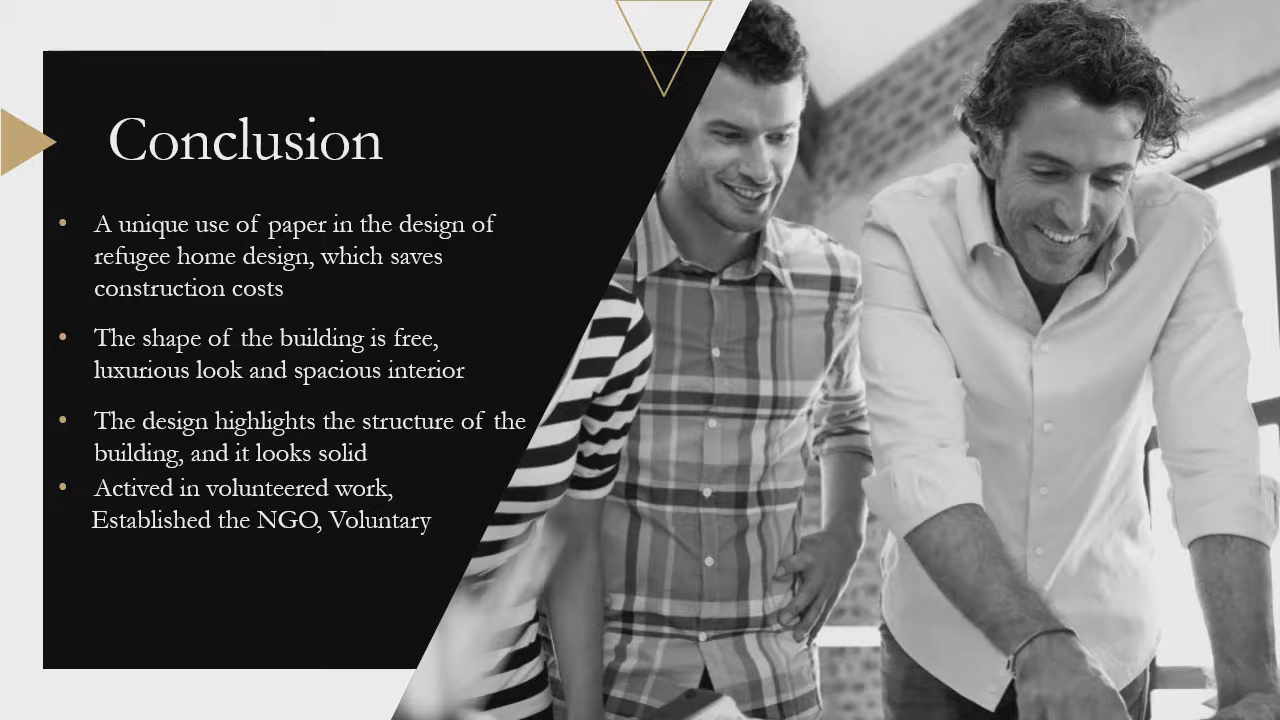 Conclusion
• A unique use of paper in the design of
refugee home design, which saves
construction costs
• The shape of the building is free,
luxurious look and spacious interior
• The design highlights the structure of the
building, and it looks solid
• Actived in volunteered work,
Established the NGO, Voluntary